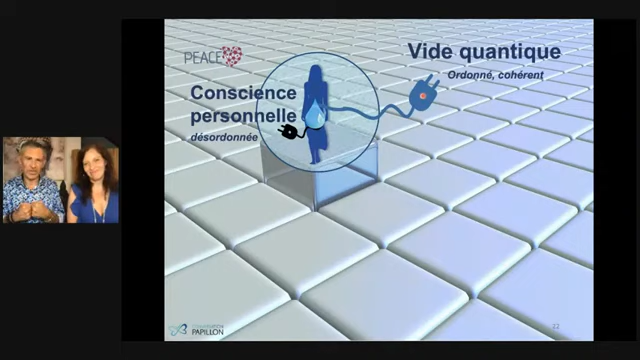 PEACE
Vide quantique
Ordonné, cohérent
Conscience
personnelle
désordonnée
PAPILLON
22